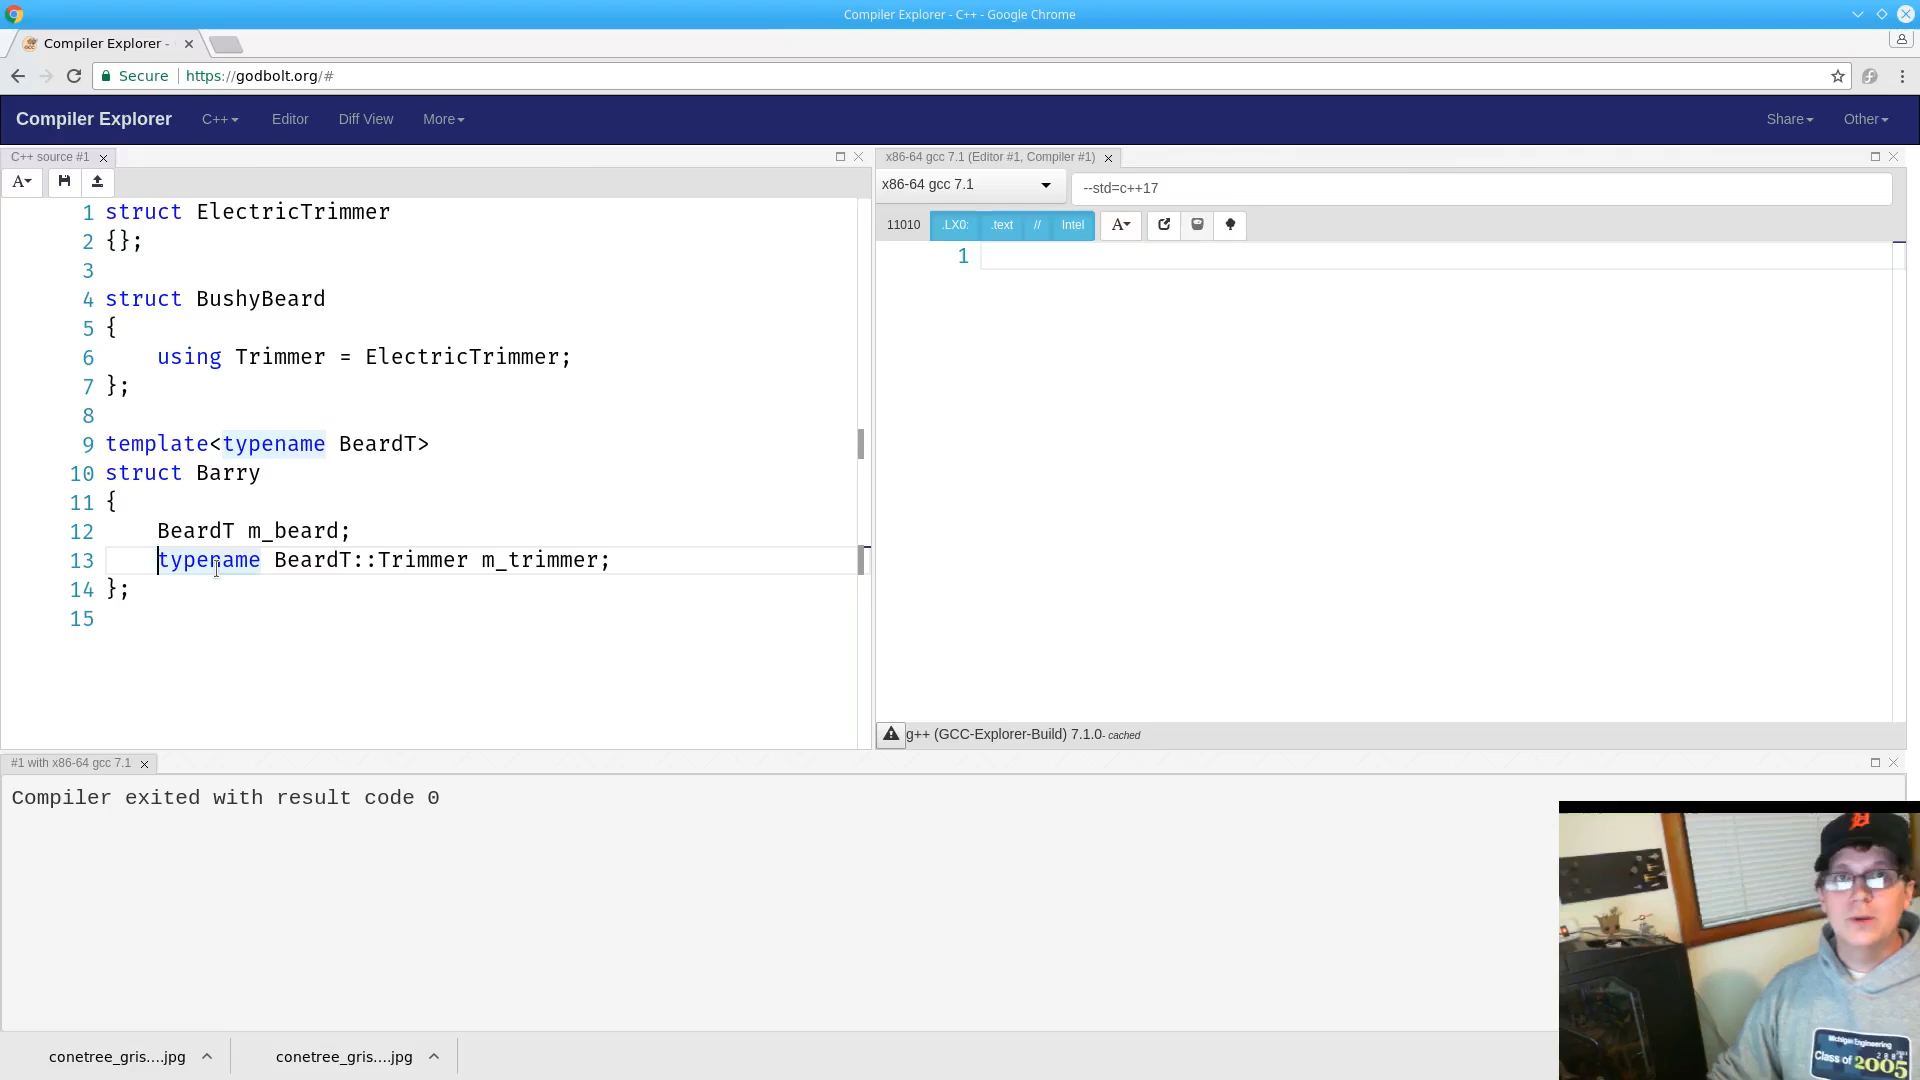 Compiler Explorer - C++ - Google Chrome
Compiler Explorer -
Secure https://godbolt.org/#
Compiler Explorer C++ Editor Diff View More Share Other
C++ source #1
x86-64 gcc 7.1 (Editor #1, Compiler #1)
A
x86-64 gcc 7.1 --std=c++17
11010 .LX0: .text // Intel A
1 struct ElectricTrimmer
2 {};
3
4 struct BushyBeard
5 {
6 using Trimmer = ElectricTrimmer;
7 };
8
9 template<typename BeardT>
10 struct Barry
11 {
12 BeardT m_beard;
13 typename BeardT::Trimmer m_trimmer;
14 };
15
1
g++ (GCC-Explorer-Build) 7.1.0- cached
#1 with x86-64 gcc 7.1
Compiler exited with result code 0
Michigan Engineering
Class of 2005
conetree_gris....jpg conetree_gris....jpg